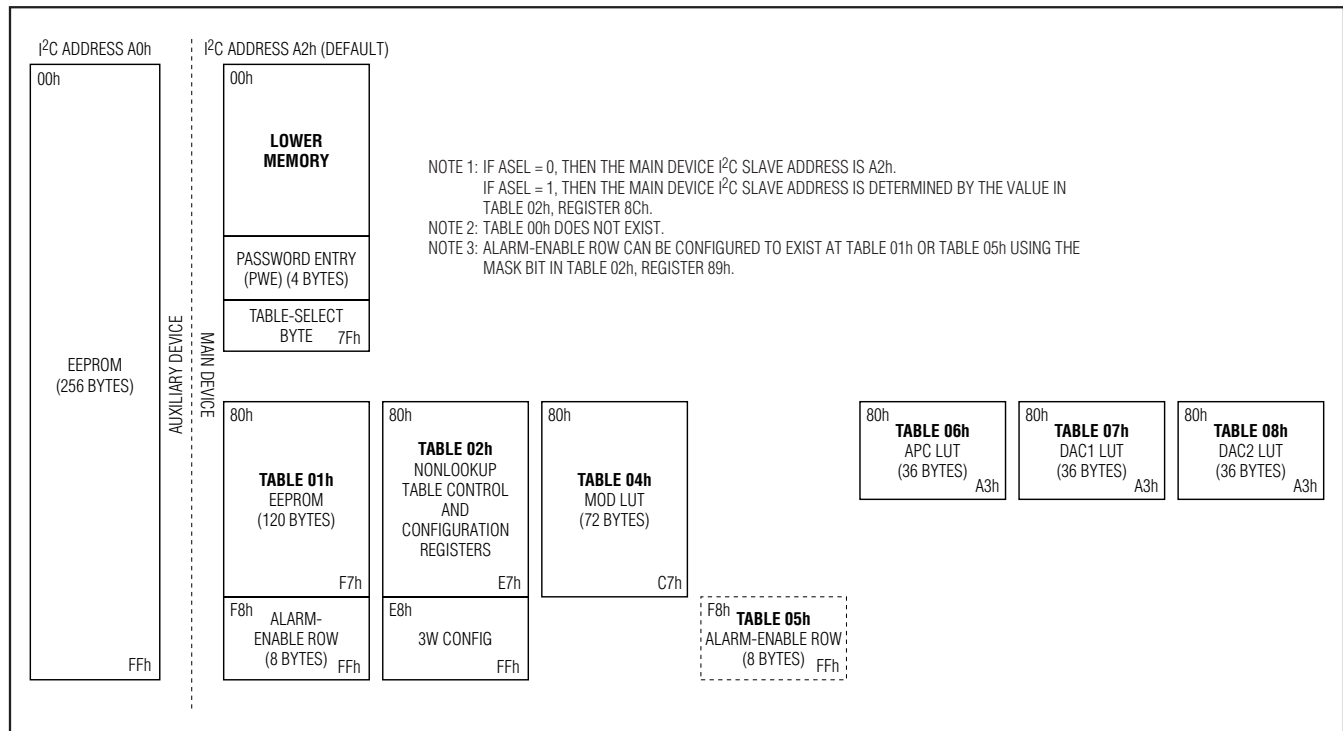 I2C ADDRESS A0h
00h
EEPROM
(256 BYTES)
FFh
AUXILIARY DEVICE
MAIN DEVICE
I2C ADDRESS A2h (DEFAULT)
00h
LOWER
MEMORY
PASSWORD ENTRY
(PWE) (4 BYTES)
TABLE-SELECT
BYTE
7Fh
NOTE 1: IF ASEL = 0, THEN THE MAIN DEVICE I2C SLAVE ADDRESS IS A2h.
IF ASEL = 1, THEN THE MAIN DEVICE I2C SLAVE ADDRESS IS DETERMINED BY THE VALUE IN
TABLE 02h, REGISTER 8Ch.
NOTE 2: TABLE 00h DOES NOT EXIST.
NOTE 3: ALARM-ENABLE ROW CAN BE CONFIGURED TO EXIST AT TABLE 01h OR TABLE 05h USING THE
MASK BIT IN TABLE 02h, REGISTER 89h.
80h
TABLE 01h
EEPROM
(120 BYTES)
F7h
F8h
ALARM-
ENABLE ROW
(8 BYTES)
FFh
80h
TABLE 02h
NONLOOKUP
TABLE CONTROL
AND
CONFIGURATION
REGISTERS
E7h
E8h
3W CONFIG
FFh
80h
TABLE 04h
MOD LUT
(72 BYTES)
C7h
F8h
TABLE 05h
ALARM-ENABLE ROW
(8 BYTES)
FFh
80h
TABLE 06h
APC LUT
(36 BYTES)
A3h
80h
TABLE 07h
DAC1 LUT
(36 BYTES)
A3h
80h
TABLE 08h
DAC2 LUT
(36 BYTES)
A3h